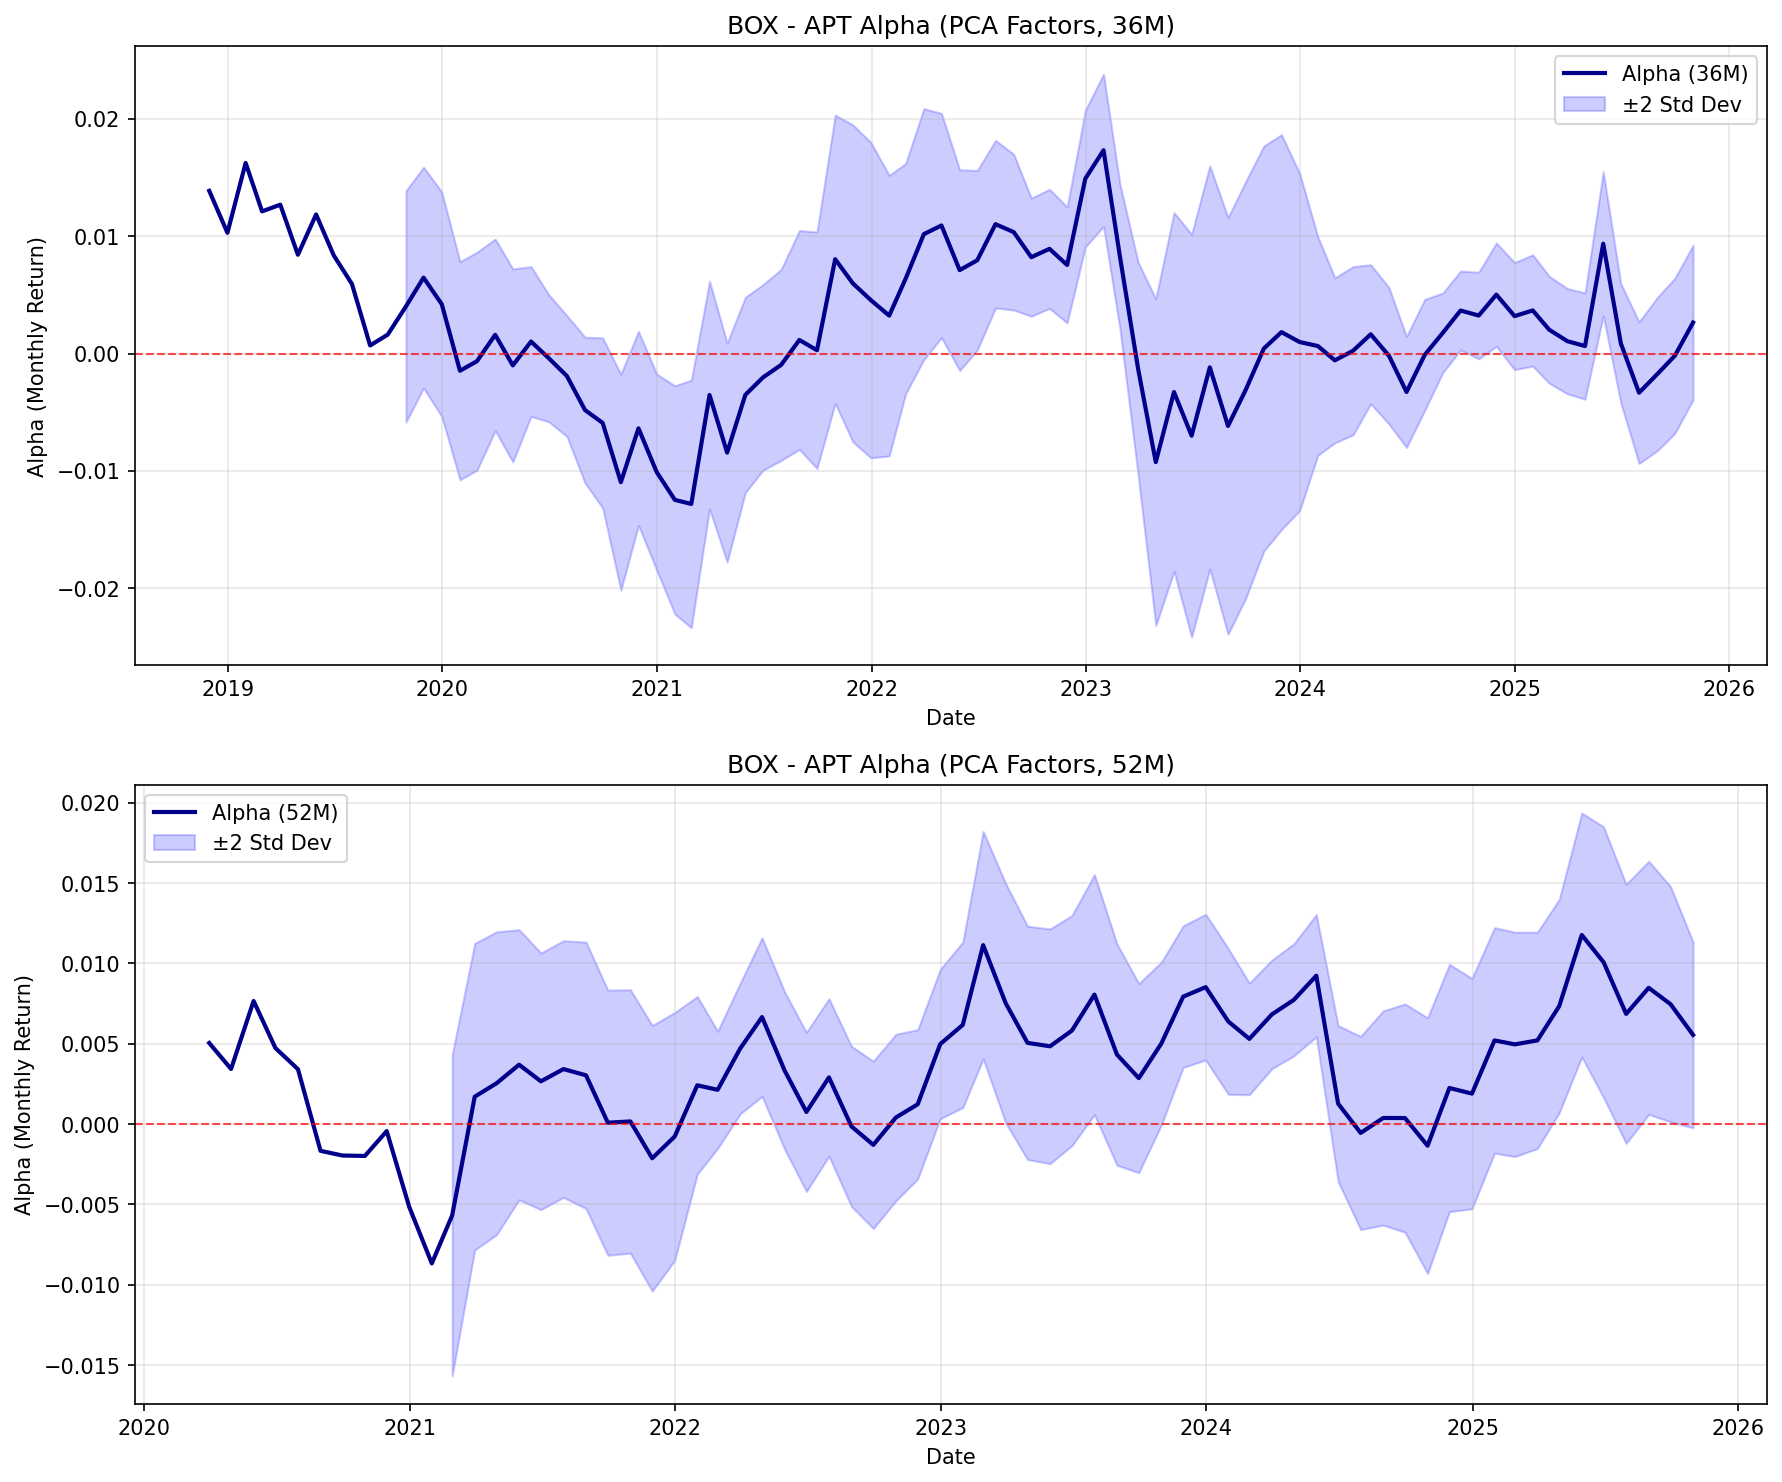 BOX - APT Alpha (PCA Factors, 36M)
Alpha (36M)
±2 Std Dev
Alpha (Monthly Return)
0.02
0.01
0.00
−0.01
−0.02
2019 2020 2021 2022 2023 2024 2025 2026
Date
BOX - APT Alpha (PCA Factors, 52M)
Alpha (52M)
±2 Std Dev
Alpha (Monthly Return)
0.020
0.015
0.010
0.005
0.000
−0.005
−0.010
−0.015
2020 2021 2022 2023 2024 2025 2026
Date